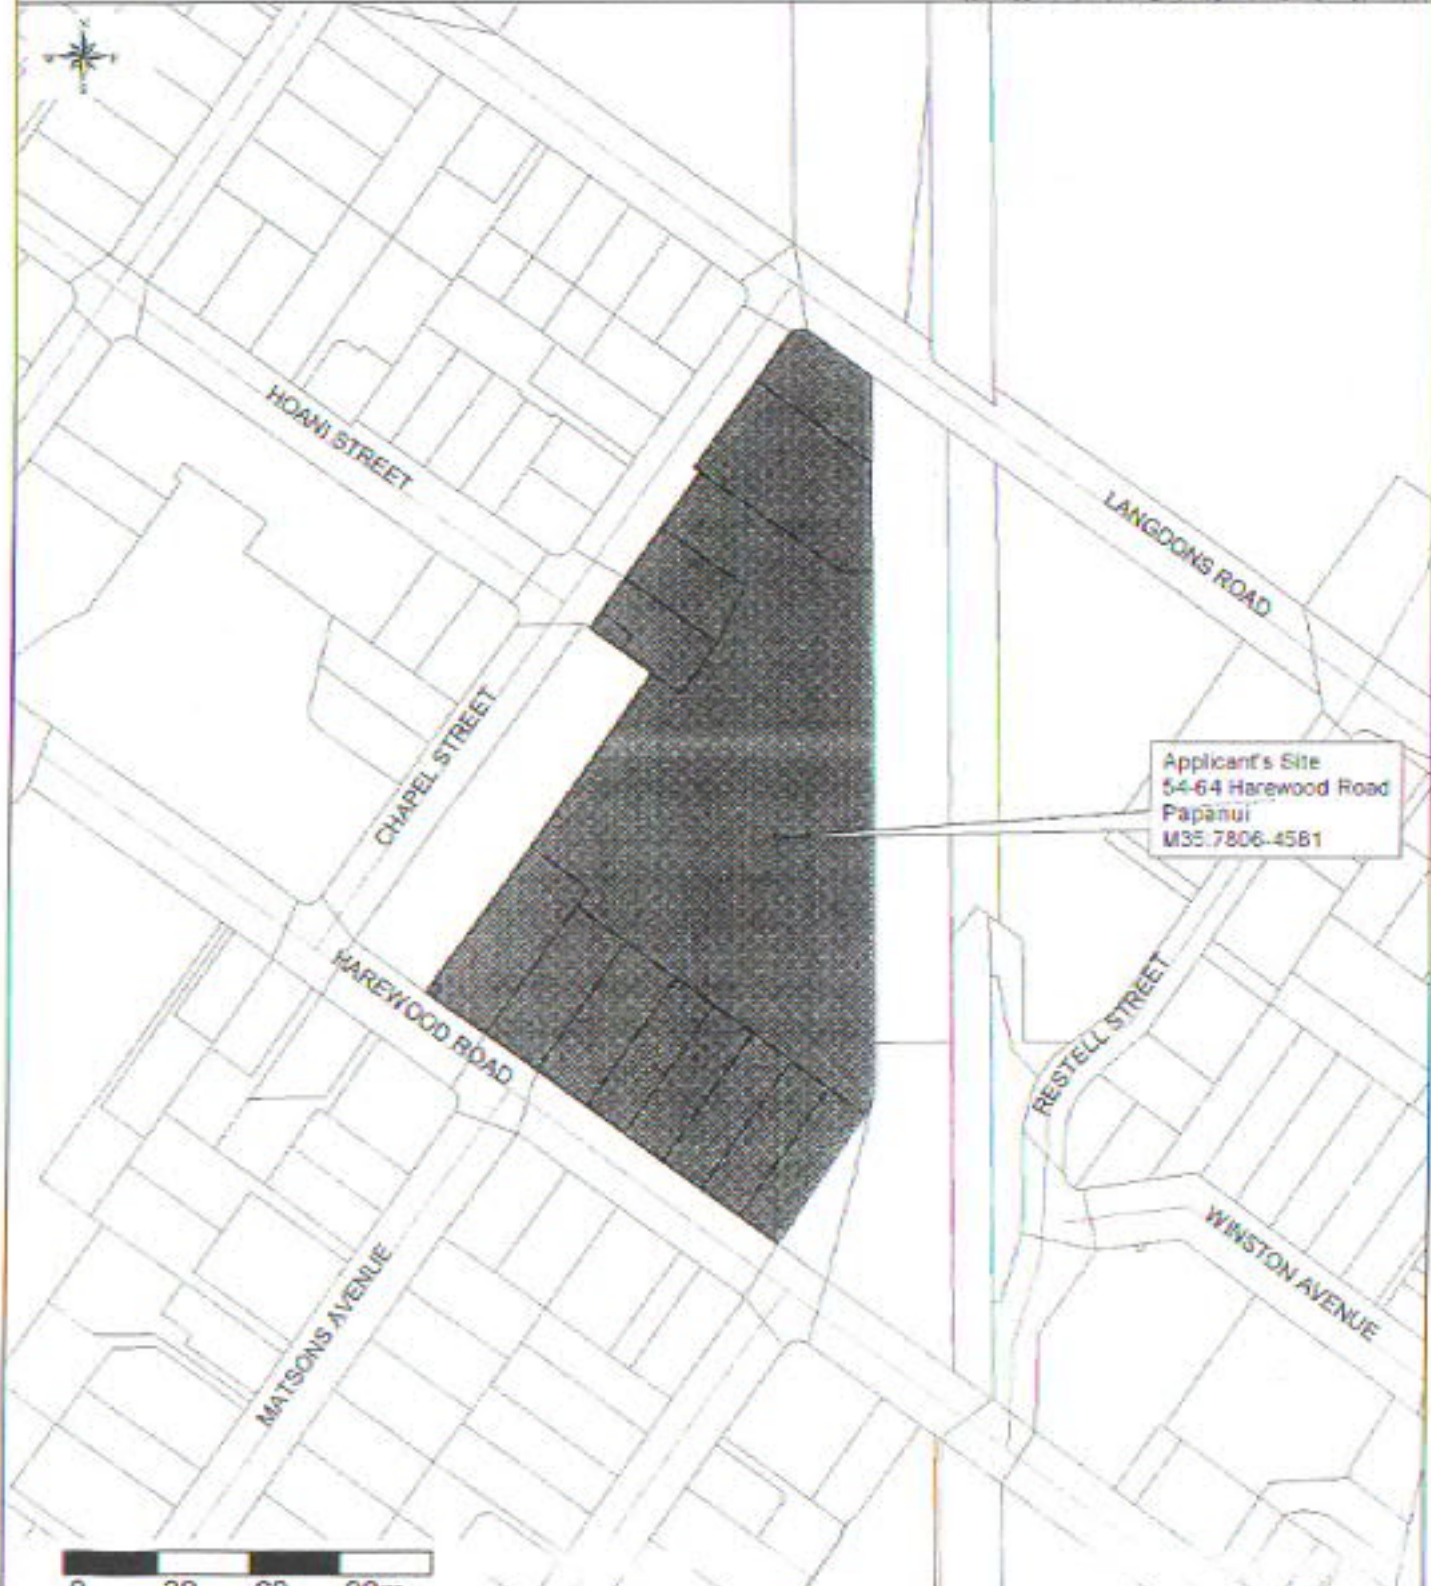 HOANI STREET
LANGDONS ROAD
CHAPEL STREET
Applicant's Site
54-64 Harewood Road
Papanui
M35:7806-4581
HAREWOOD ROAD
RESTELL STREET
WINSTON AVENUE
MATSONS AVENUE